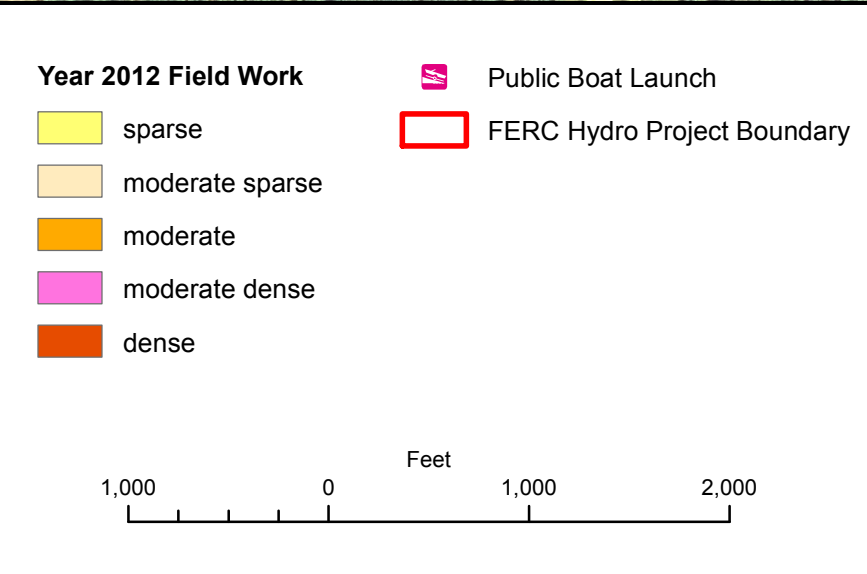 Year 2012 Field Work
sparse
moderate sparse
moderate
moderate dense
dense
Public Boat Launch
FERC Hydro Project Boundary
Feet
1,000 0 1,000 2,000